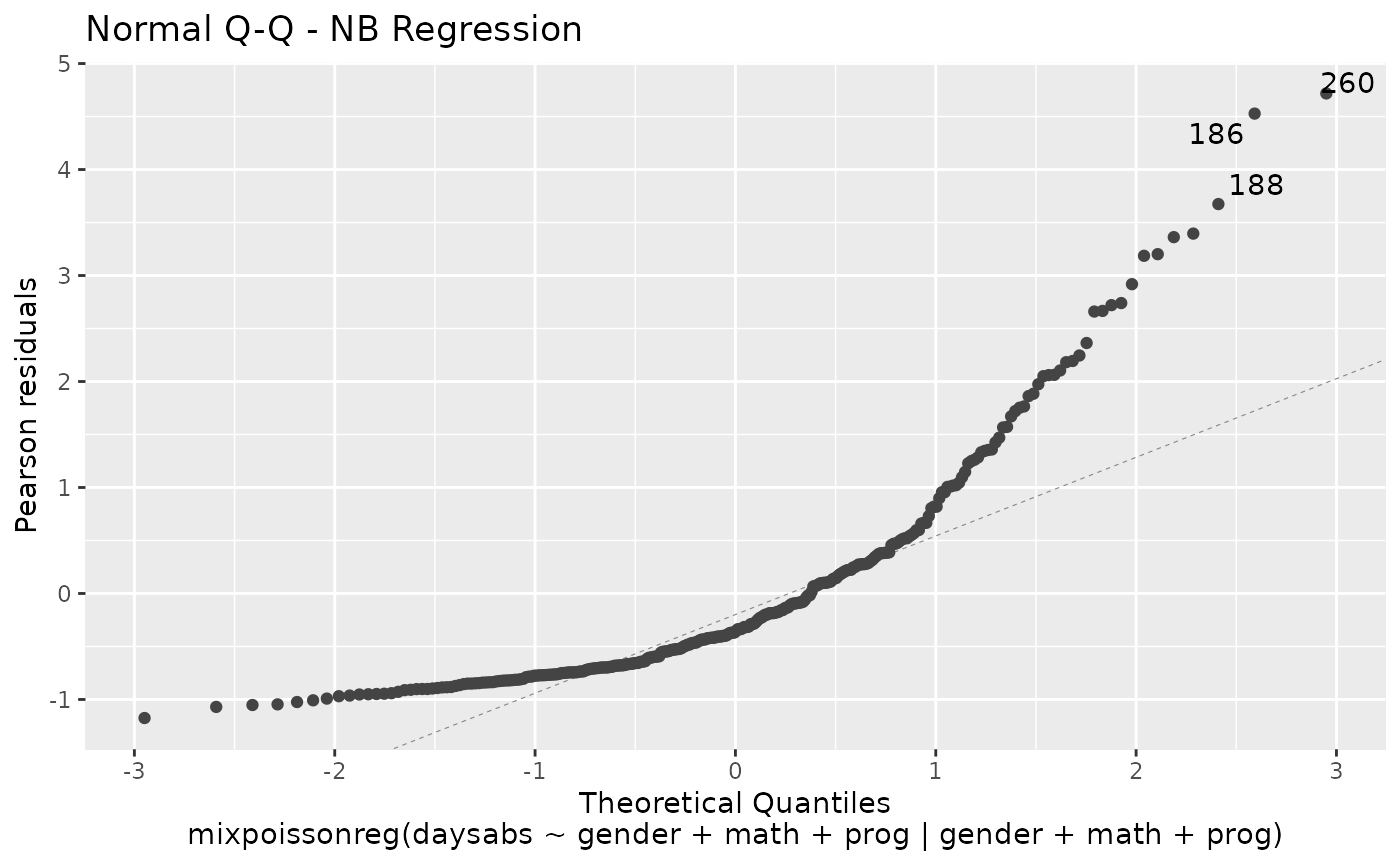 Normal Q-Q - NB Regression
5
4
3
2
1
0
-1
Pearson residuals
260
186
188
-3 -2 -1 0 1 2 3
Theoretical Quantiles
mixpoissonreg(daysabs ~ gender + math + prog | gender + math + prog)